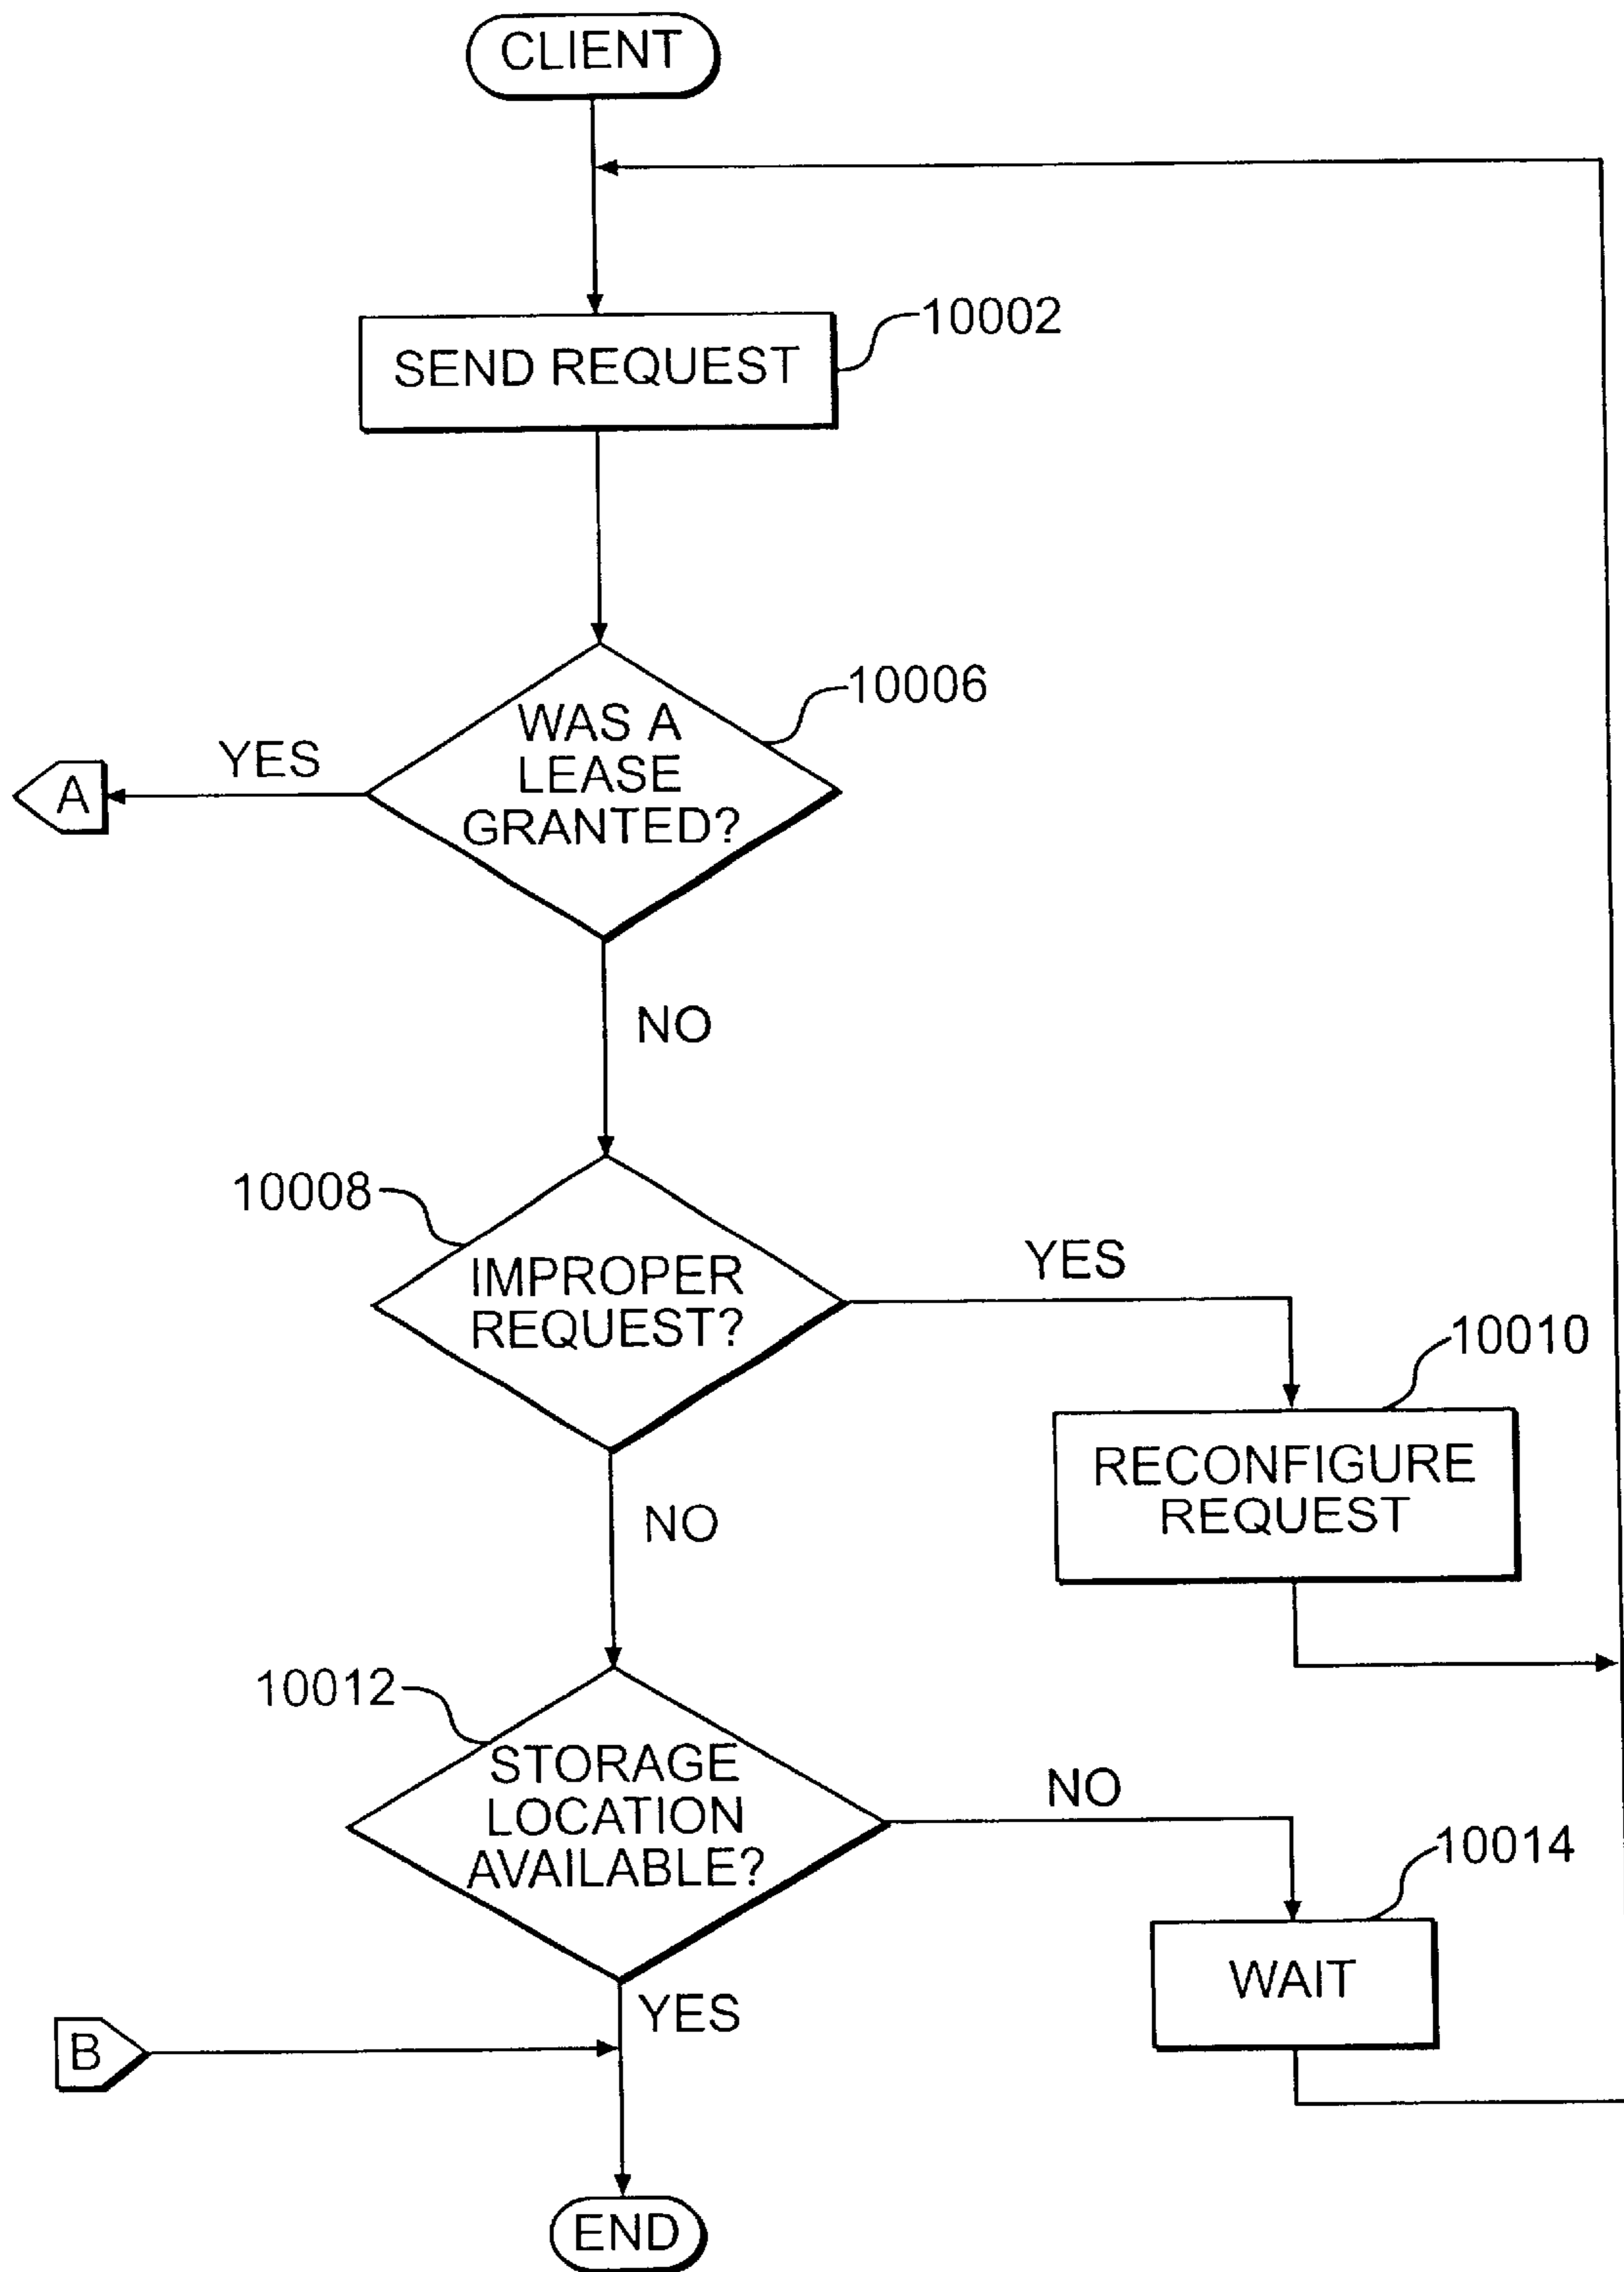 CLIENT
10002
SEND REQUEST
10006
WAS A
LEASE
GRANTED?
YES
A
NO
10008
IMPROPER
REQUEST?
YES
10010
RECONFIGURE
REQUEST
NO
10012
STORAGE
LOCATION
AVAILABLE?
NO
10014
WAIT
YES
B
END